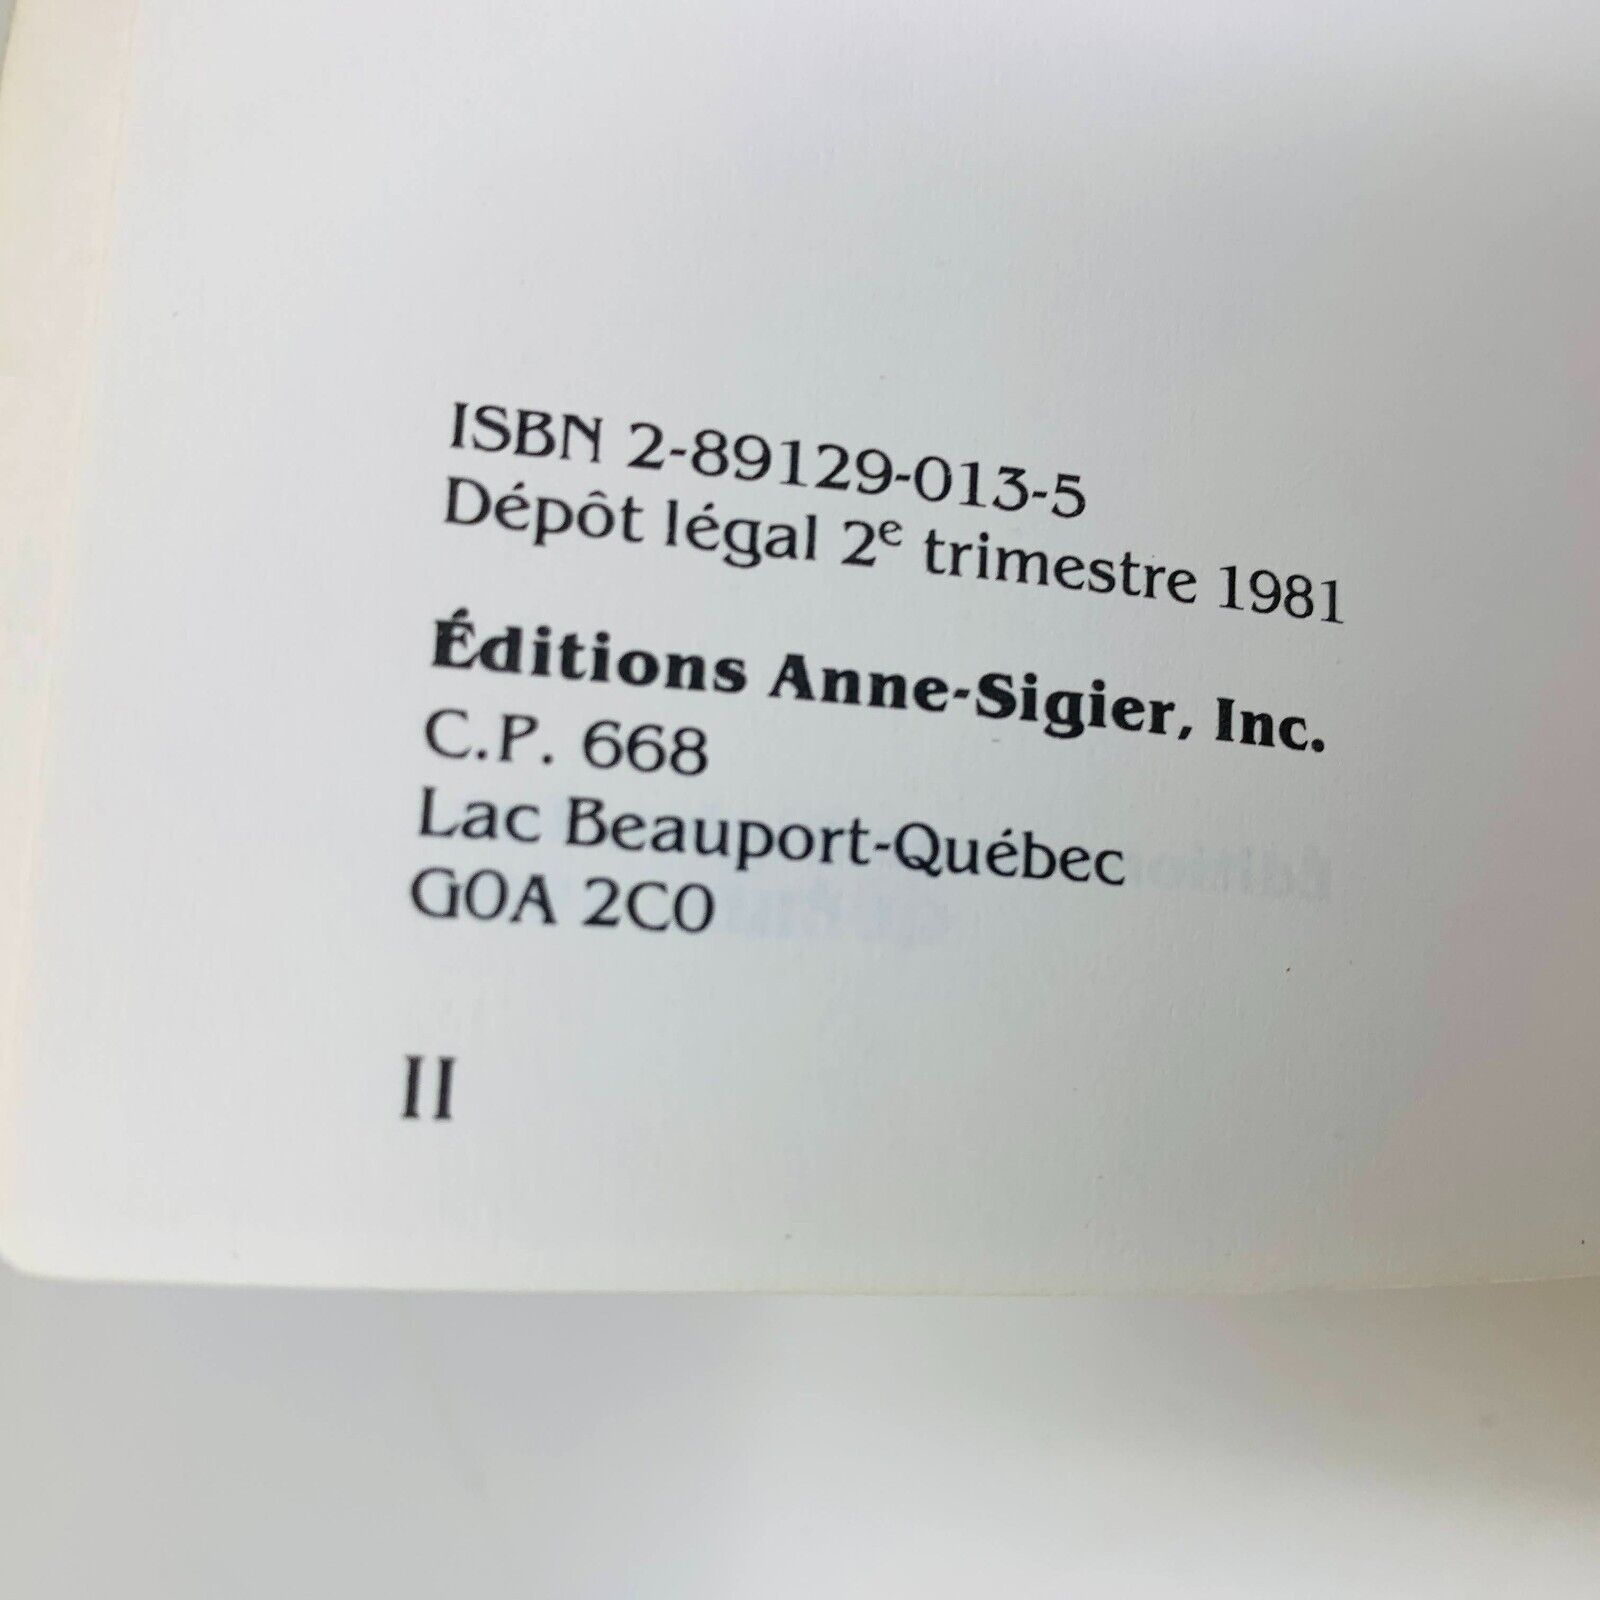 ISBN 2-89129-013-5
Dépôt légal 2e trimestre 1981
Éditions Anne-Sigier, Inc.
C.P. 668
Lac Beauport-Québec
G0A 2C0
II